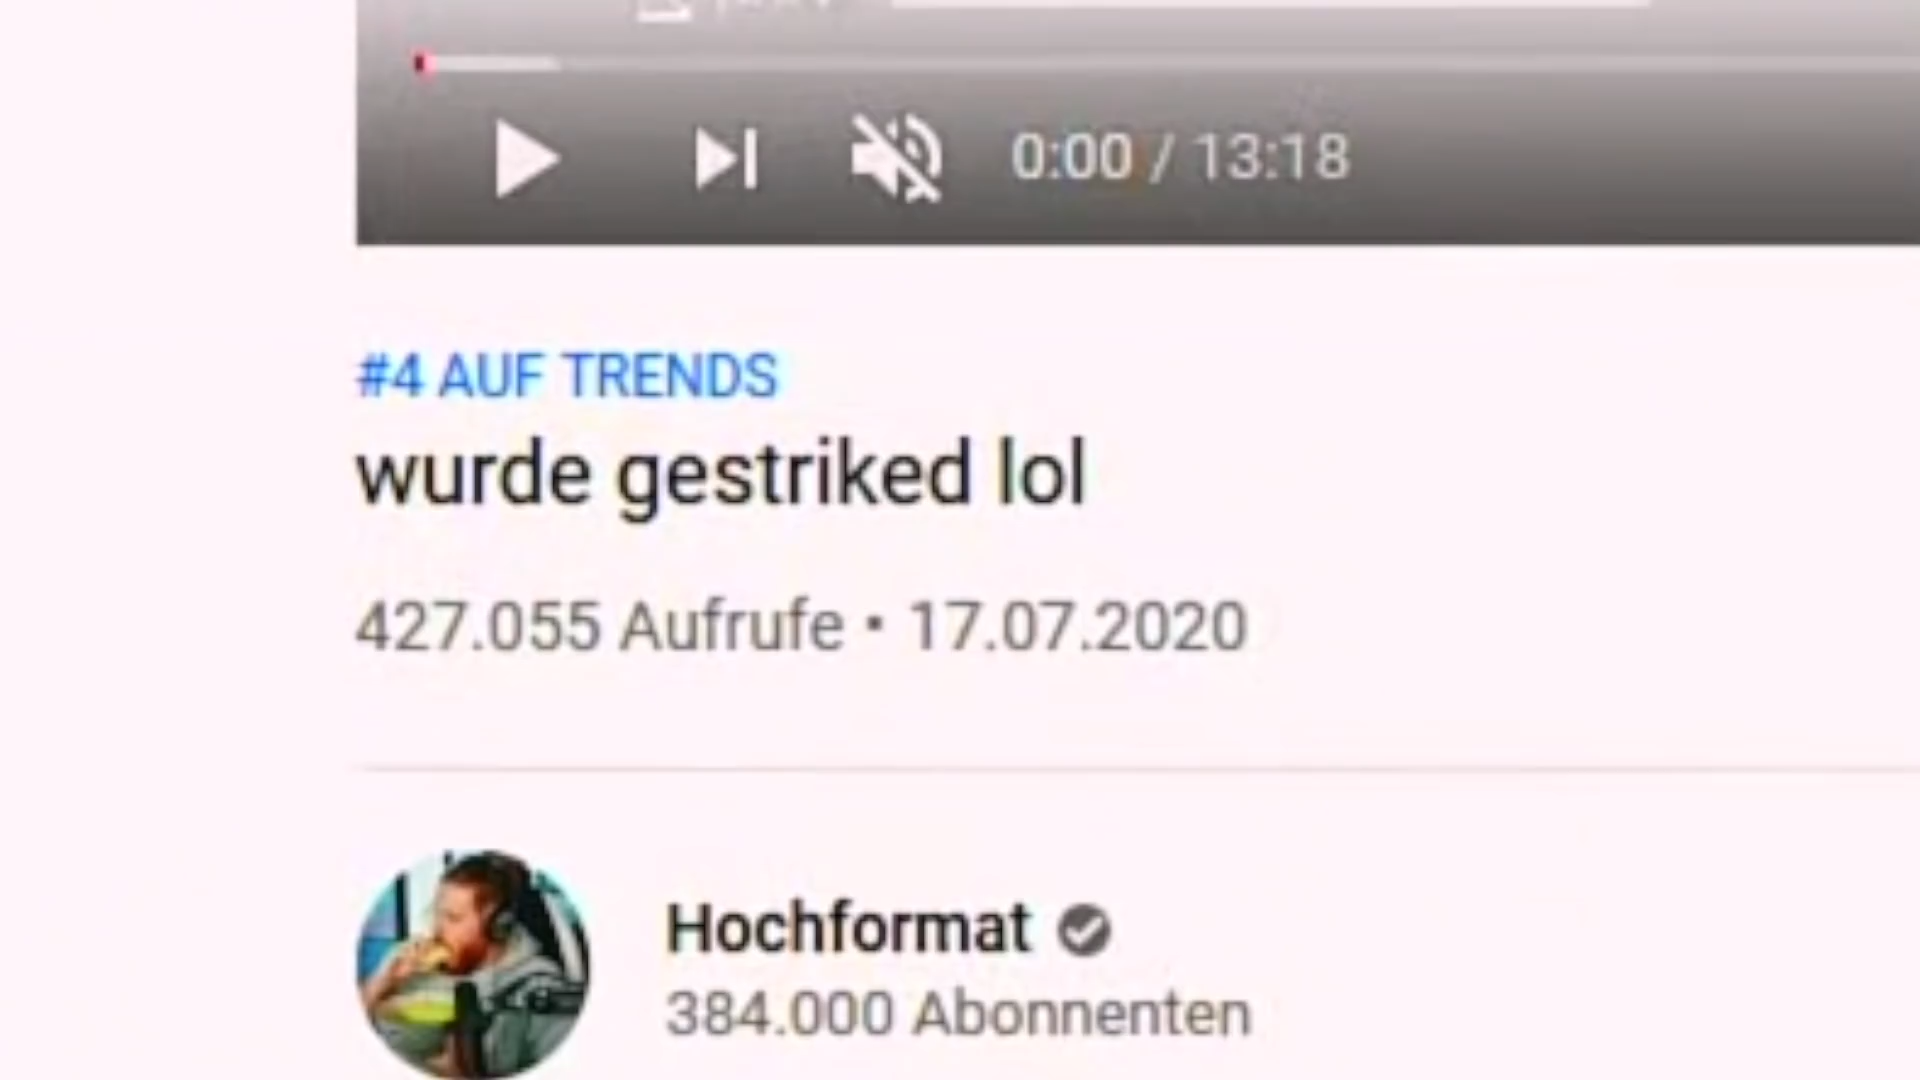 0:00 / 13:18
#4 AUF TRENDS
wurde gestriked lol
427.055 Aufrufe • 17.07.2020
Hochformat
384.000 Abonnenten